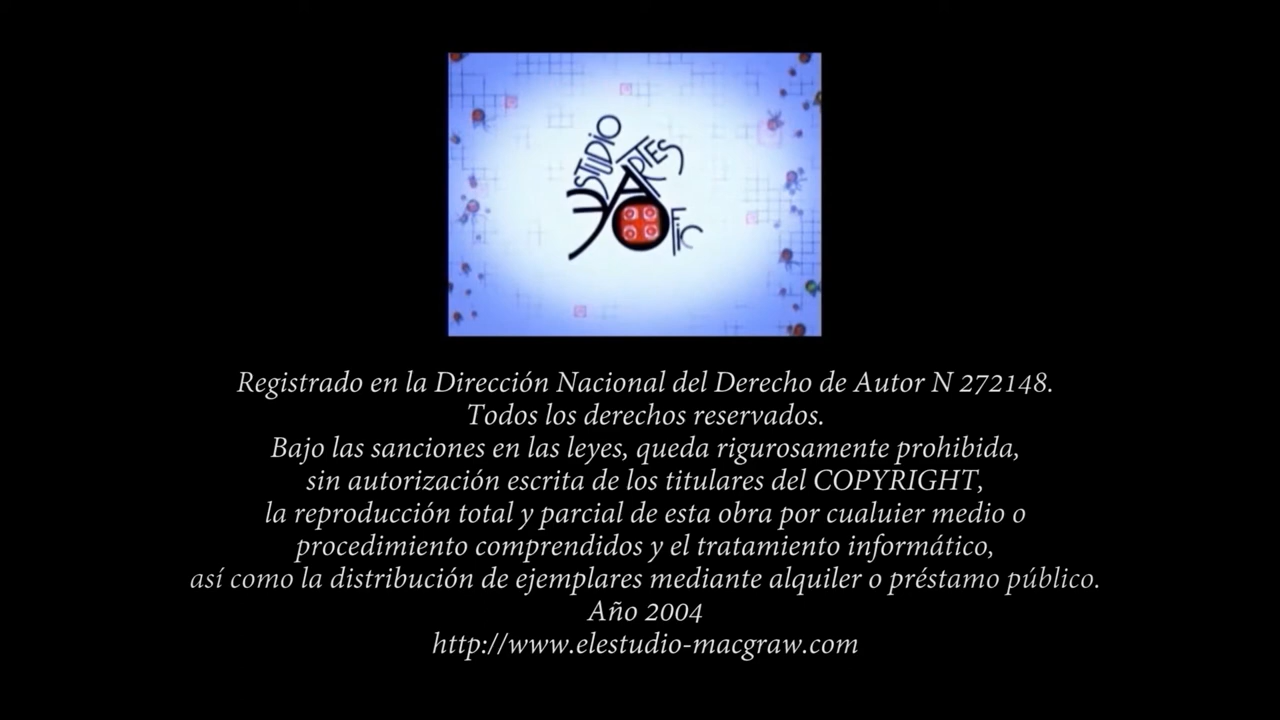 ESTUDIO
ARTES
OFIC
Registrado en la Dirección Nacional del Derecho de Autor N 272148.
Todos los derechos reservados.
Bajo las sanciones en las leyes, queda rigurosamente prohibida,
sin autorización escrita de los titulares del COPYRIGHT,
la reproducción total y parcial de esta obra por cualuier medio o
procedimiento comprendidos y el tratamiento informático,
así como la distribución de ejemplares mediante alquiler o préstamo público.
Año 2004
http://www.elestudio-macgraw.com